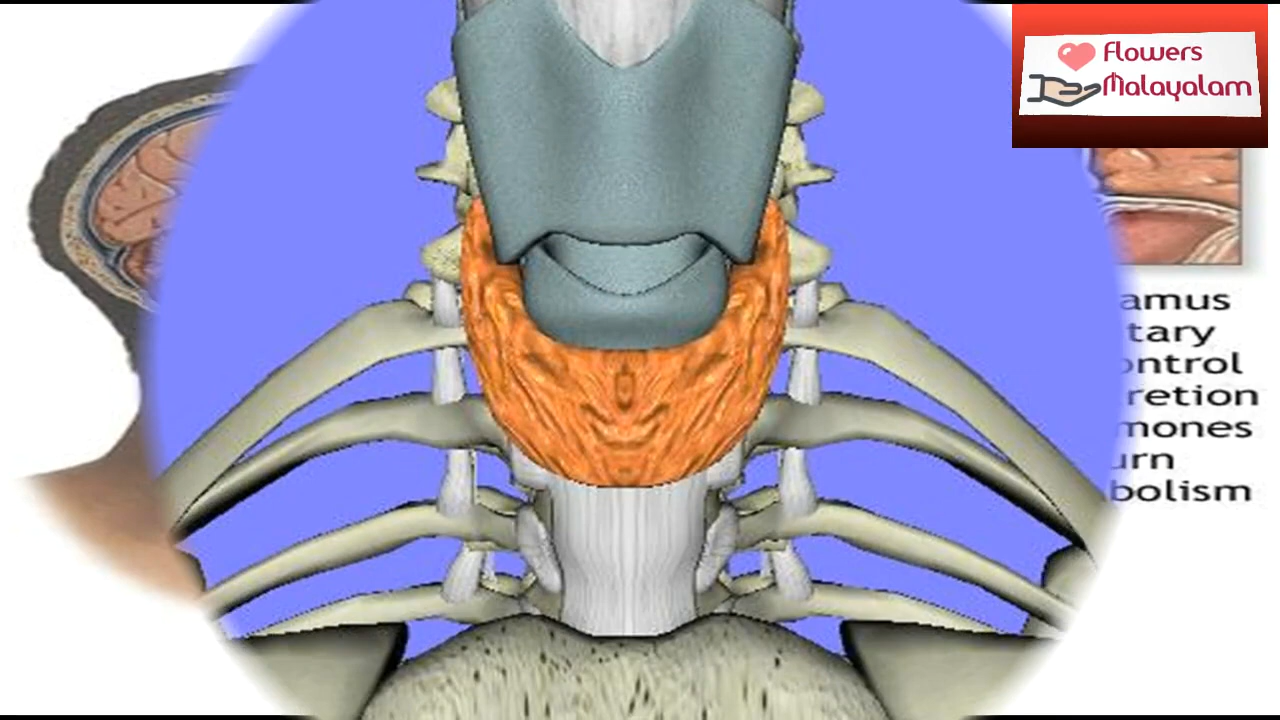 Flowers
Malayalam
amus
tary
ontrol
retion
mones
urn
bolism